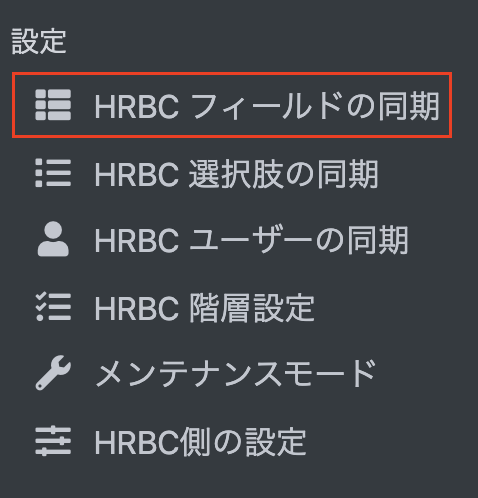 設定
HRBC フィールドの同期
HRBC 選択肢の同期
HRBC ユーザーの同期
HRBC 階層設定
メンテナンスモード
HRBC側の設定